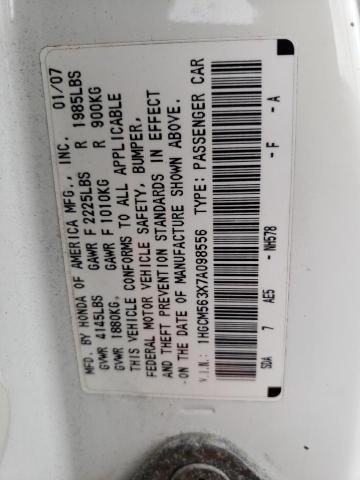 MFD. BY HONDA OF AMERICA MFG., INC. 01/07
GVWR 4145LBS GAWR F 2225LBS R 1985LBS
GVWR 1880KG. GAWR F 1010KG R 900KG
THIS VEHICLE CONFORMS TO ALL APPLICABLE
FEDERAL MOTOR VEHICLE SAFETY, BUMPER,
AND THEFT PREVENTION STANDARDS IN EFFECT
ON THE DATE OF MANUFACTURE SHOWN ABOVE.
V.I.N.: 1HGCM563X7A098556 TYPE: PASSENGER CAR
SDA 7 AE5 - NH578 - F - A